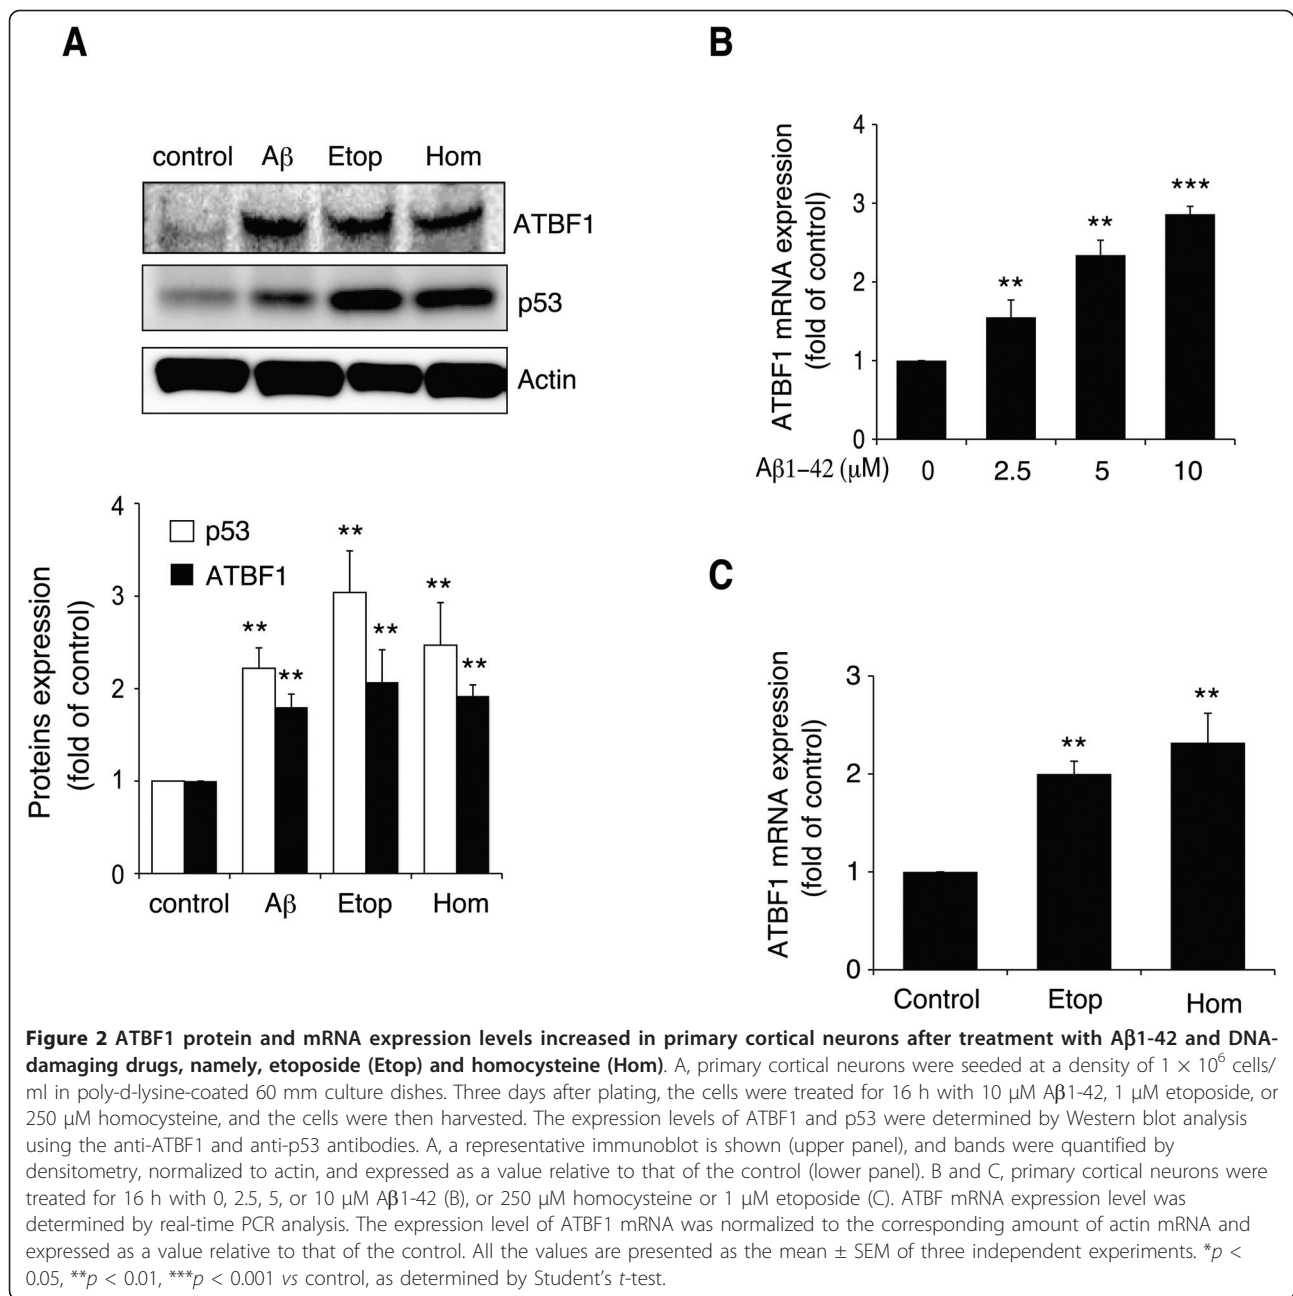 A
control Aβ Etop Hom
ATBF1
p53
Actin
Proteins expression
(fold of control)
4
3
2
1
0
p53
ATBF1
**
**
**
**
**
**
control Aβ Etop Hom
B
ATBF1 mRNA expression
(fold of control)
4
3
2
1
0
**
**
***
Aβ1-42 (μM) 0 2.5 5 10
C
ATBF1 mRNA expression
(fold of control)
3
2
1
0
**
**
Control Etop Hom
Figure 2 ATBF1 protein and mRNA expression levels increased in primary cortical neurons after treatment with Aβ1-42 and DNA-
damaging drugs, namely, etoposide (Etop) and homocysteine (Hom). A, primary cortical neurons were seeded at a density of 1 × 10⁶ cells/
ml in poly-d-lysine-coated 60 mm culture dishes. Three days after plating, the cells were treated for 16 h with 10 μM Aβ1-42, 1 μM etoposide, or
250 μM homocysteine, and the cells were then harvested. The expression levels of ATBF1 and p53 were determined by Western blot analysis
using the anti-ATBF1 and anti-p53 antibodies. A, a representative immunoblot is shown (upper panel), and bands were quantified by
densitometry, normalized to actin, and expressed as a value relative to that of the control (lower panel). B and C, primary cortical neurons were
treated for 16 h with 0, 2.5, 5, or 10 μM Aβ1-42 (B), or 250 μM homocysteine or 1 μM etoposide (C). ATBF mRNA expression level was
determined by real-time PCR analysis. The expression level of ATBF1 mRNA was normalized to the corresponding amount of actin mRNA and
expressed as a value relative to that of the control. All the values are presented as the mean ± SEM of three independent experiments. *p <
0.05, **p < 0.01, ***p < 0.001 vs control, as determined by Student's t-test.